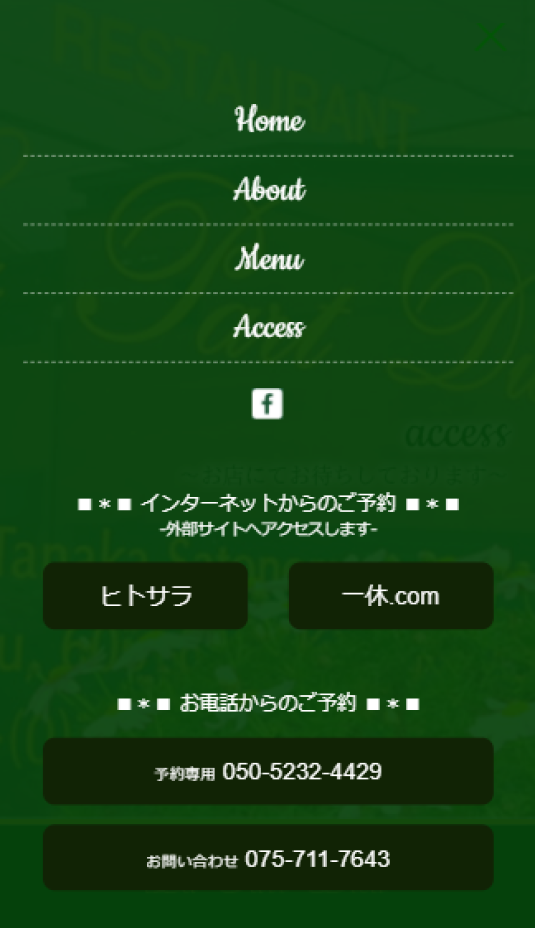 RESTAURANT
Home
About
Menu
Access
f
access
■ * ■ インターネットからのご予約 ■ * ■
-外部サイトへアクセスします-
Tanaka
ヒトサラ
一休.com
■ * ■ お電話からのご予約 ■ * ■
予約専用 050-5232-4429
お問い合わせ 075-711-7643